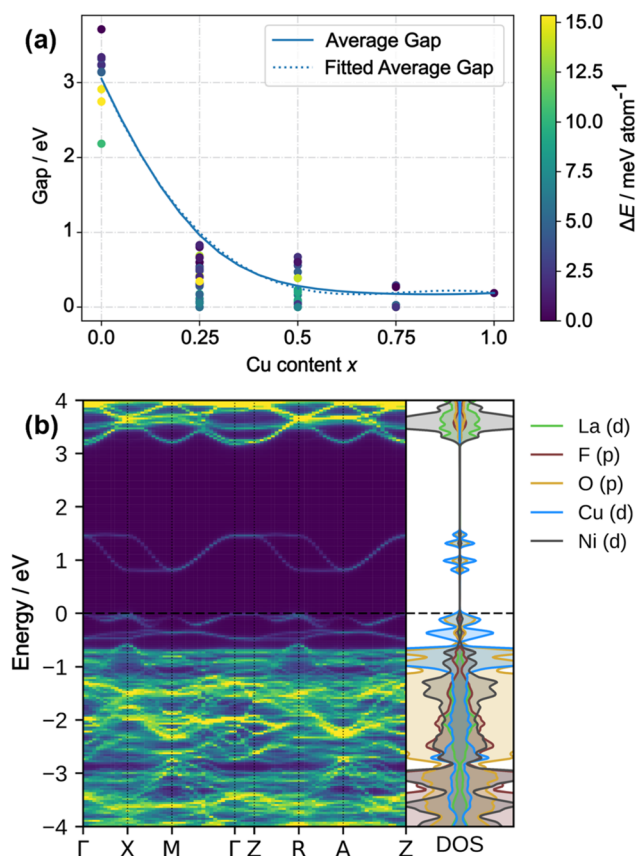 (a)
Average Gap
Fitted Average Gap
Gap / eV
3
2
1
0
0.0 0.25 0.5 0.75 1.0
Cu content x
15.0
12.5
10.0
7.5
5.0
2.5
0.0
ΔE / meV atom⁻¹
(b)
Energy / eV
4
3
2
1
0
−1
−2
−3
−4
Γ X M Γ Z R A Z
DOS
La (d)
F (p)
O (p)
Cu (d)
Ni (d)